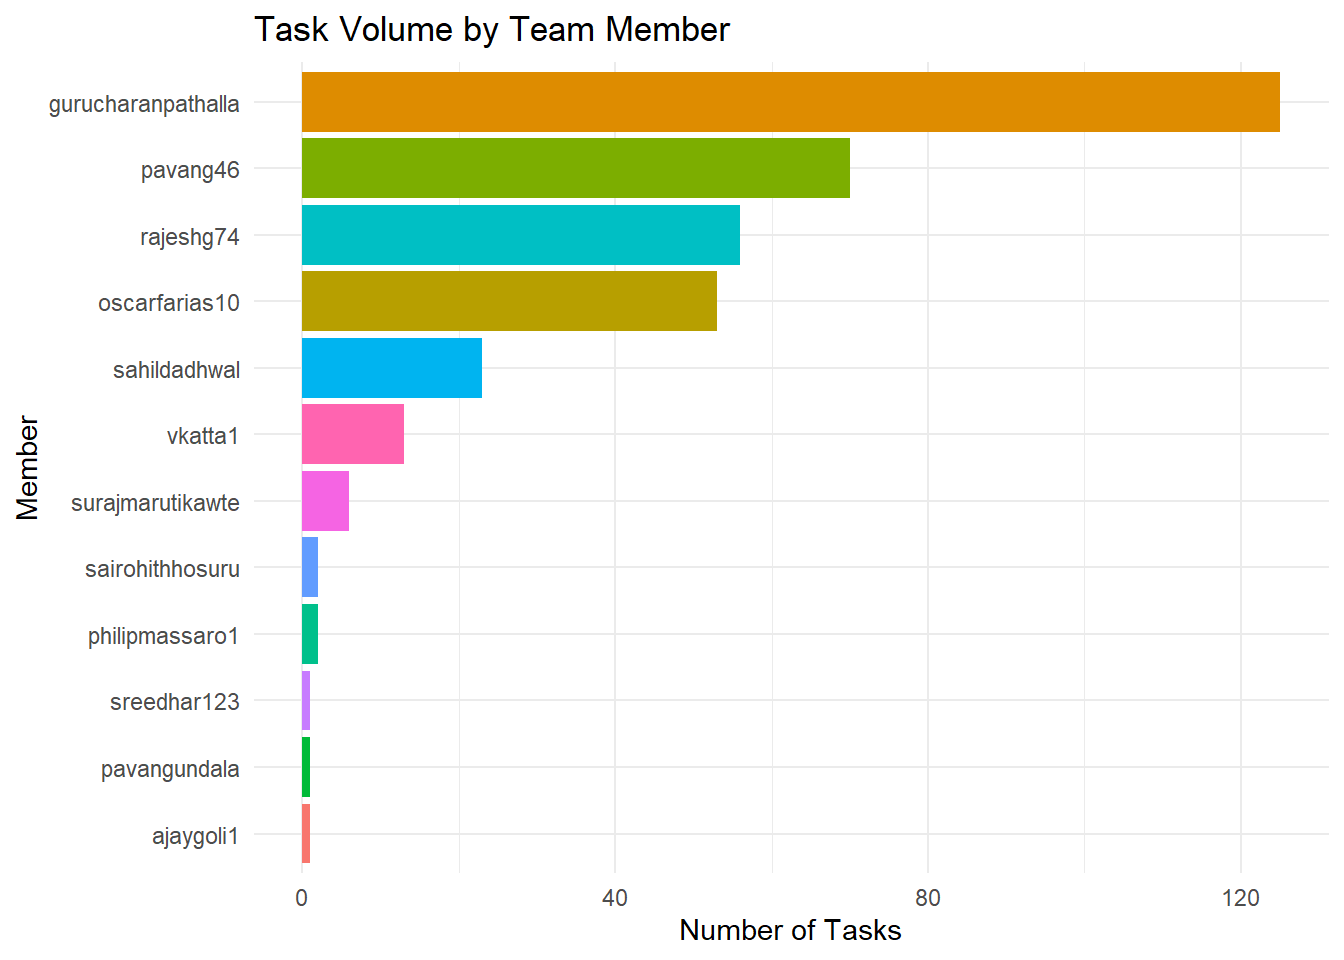 Task Volume by Team Member
gurucharanpathalla
pavang46
rajeshg74
oscarfarias10
sahildadhwal
vkatta1
surajmarutikawte
sairohithhosuru
philipmassaro1
sreedhar123
pavangundala
ajaygoli1
Member
0 40 80 120
Number of Tasks